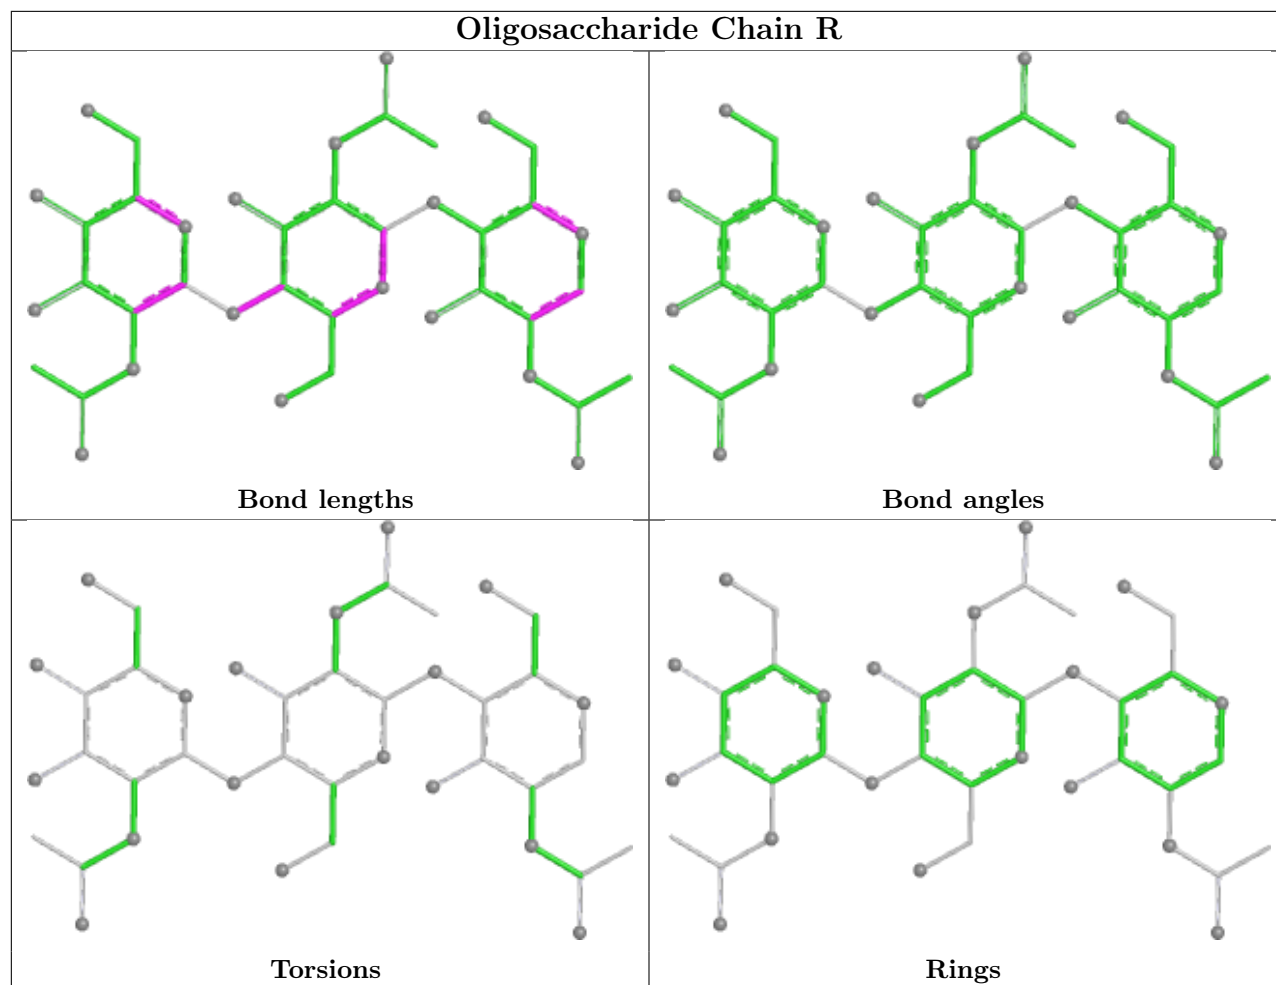 Oligosaccharide Chain R
Bond lengths
Bond angles
Torsions
Rings